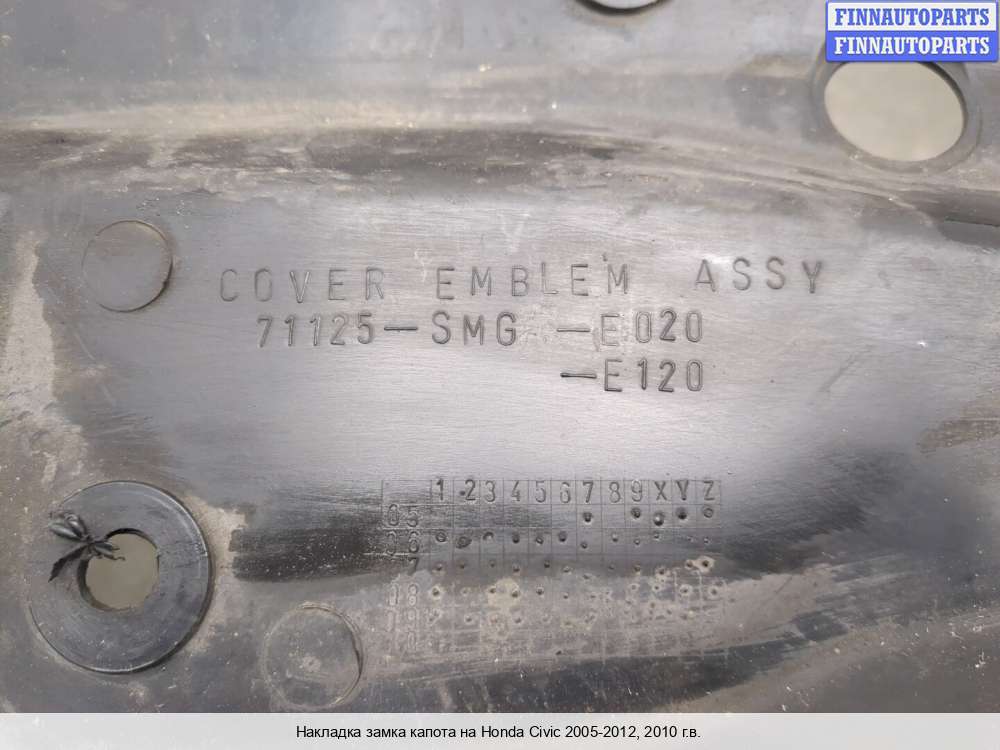 FINNAUTOPARTS
FINNAUTOPARTS
COVER EMBLEM ASSY
71125-SMG -E020
-E120
1 2 3 4 5 6 7 8 9 X Y Z
05
06
7
08
Накладка замка капота на Honda Civic 2005-2012, 2010 г.в.